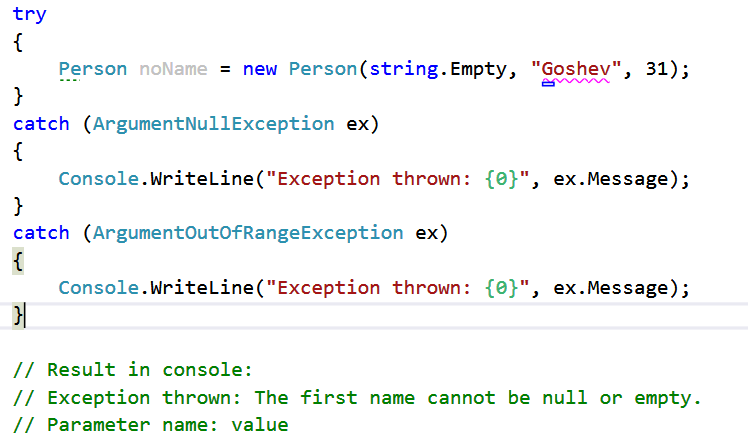 try
{
    Person noName = new Person(string.Empty, "Goshev", 31);
}
catch (ArgumentNullException ex)
{
    Console.WriteLine("Exception thrown: {0}", ex.Message);
}
catch (ArgumentOutOfRangeException ex)
{
    Console.WriteLine("Exception thrown: {0}", ex.Message);
}
// Result in console:
// Exception thrown: The first name cannot be null or empty.
// Parameter name: value